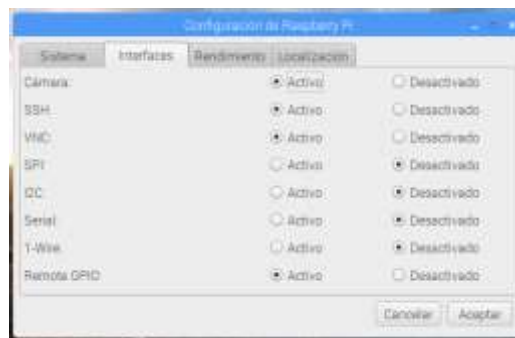 Configuración de Raspberry Pi
Sistema Interfaces Rendimiento Localización
Cámara: Activo Desactivado
SSH: Activo Desactivado
VNC: Activo Desactivado
SPI: Activo Desactivado
I2C: Activo Desactivado
Serial: Activo Desactivado
1-Wire: Activo Desactivado
Remote GPIO: Activo Desactivado
Cancelar Aceptar